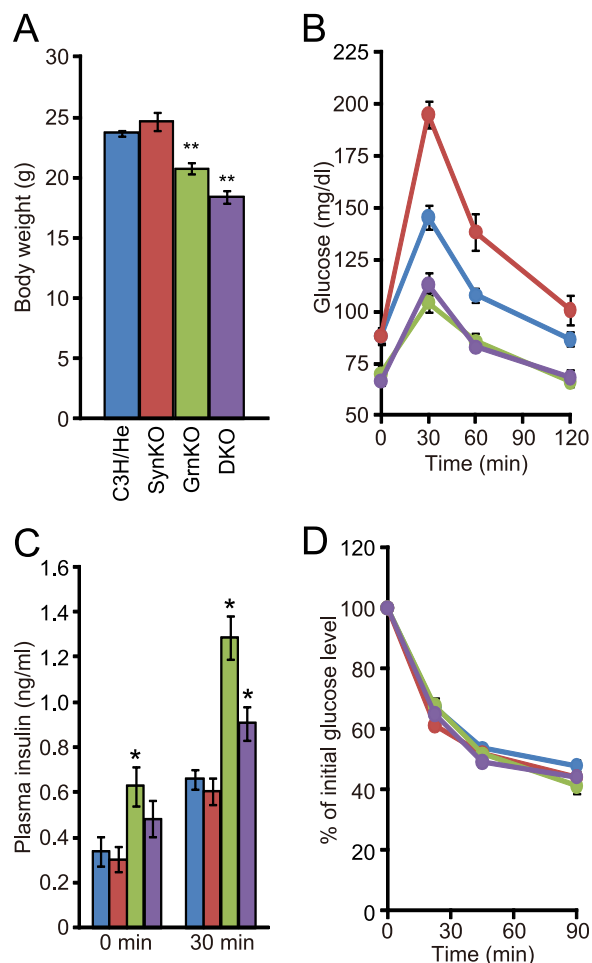 A
30
25
20
15
10
5
0
Body weight (g)
**
**
C3H/He
SynKO
GrnKO
DKO
B
225
200
175
150
125
100
75
50
Glucose (mg/dl)
0 30 60 90 120
Time (min)
C
1.6
1.4
1.2
1.0
0.8
0.6
0.4
0.2
0
Plasma insulin (ng/ml)
*
*
*
0 min 30 min
D
120
100
80
60
40
20
0
% of initial glucose level
0 30 60 90
Time (min)